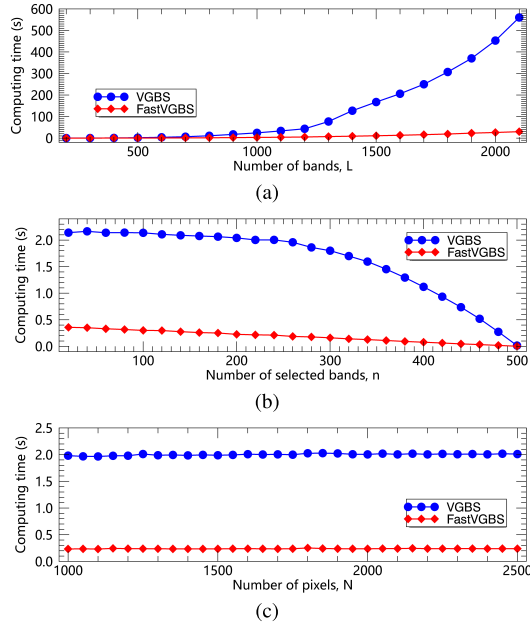 600
500
400
300
200
100
0
Computing time (s)
VGBS
FastVGBS
500
1000
1500
2000
Number of bands, L
(a)
2.0
1.5
1.0
0.5
0.0
Computing time (s)
VGBS
FastVGBS
100
200
300
400
500
Number of selected bands, n
(b)
2.5
2.0
1.5
1.0
0.5
0.0
Computing time (s)
VGBS
FastVGBS
1000
1500
2000
2500
Number of pixels, N
(c)